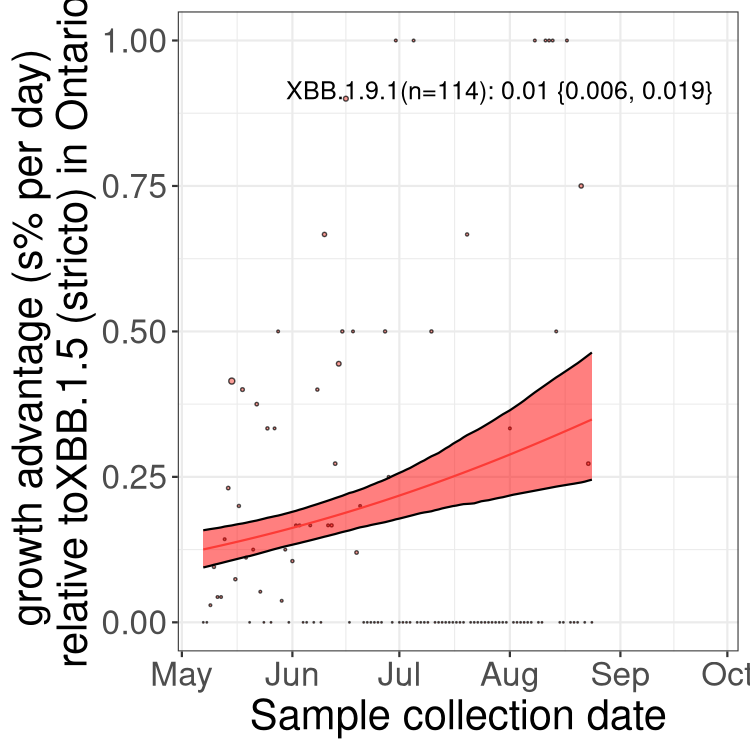 growth advantage (s% per day)
relative toXBB.1.5 (stricto) in Ontario
1.00
0.75
0.50
0.25
0.00
XBB.1.9.1(n=114): 0.01 {0.006, 0.019}
May Jun Jul Aug Sep Oct
Sample collection date